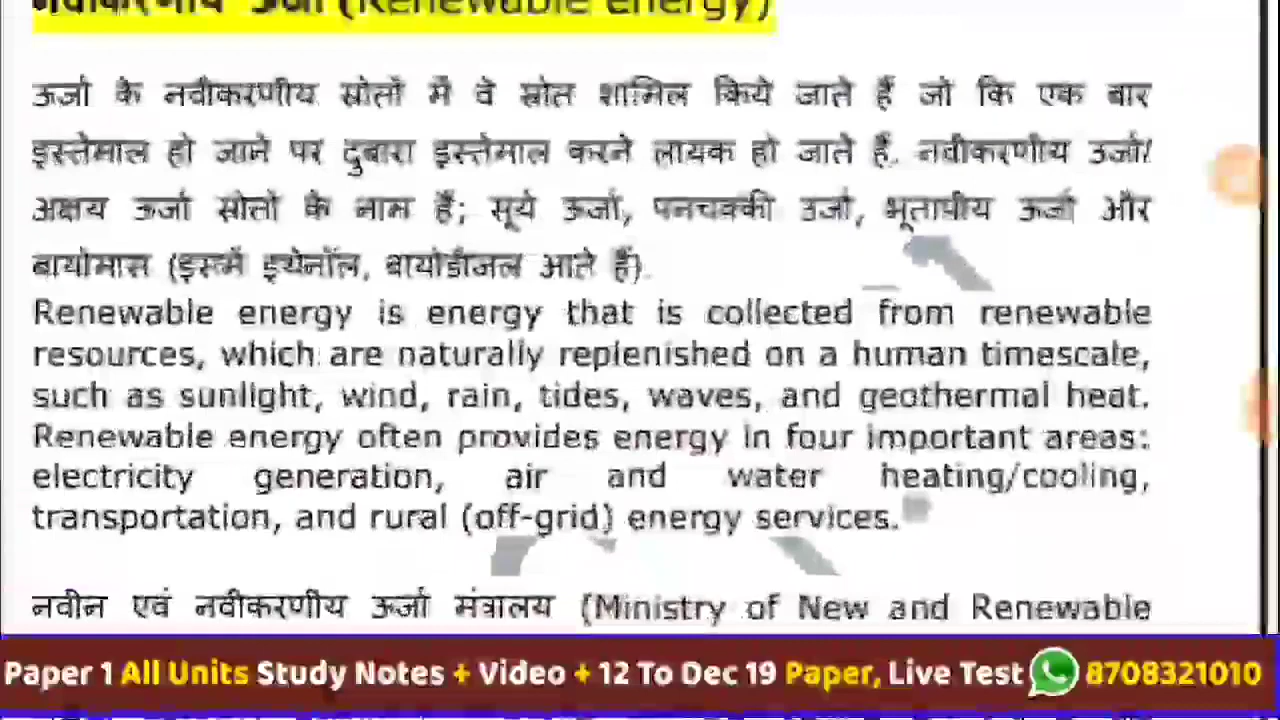 नवीकरणीय ऊर्जा (Renewable energy)
ऊर्जा के नवीकरणीय स्रोतों में वे स्रोत शामिल किये जाते हैं जो कि एक बार
इस्तेमाल हो जाने पर दुबारा इस्तेमाल करने लायक हो जाते हैं. नवीकरणीय उर्जा/
अक्षय ऊर्जा स्रोतों के नाम हैं; सूर्य ऊर्जा, पनचक्की उर्जा, भूतापीय ऊर्जा और
बायोमास (इसमें इथेनॉल, बायोडीजल आते हैं).
Renewable energy is energy that is collected from renewable
resources, which are naturally replenished on a human timescale,
such as sunlight, wind, rain, tides, waves, and geothermal heat.
Renewable energy often provides energy in four important areas:
electricity generation, air and water heating/cooling,
transportation, and rural (off-grid) energy services.
नवीन एवं नवीकरणीय ऊर्जा मंत्रालय (Ministry of New and Renewable
Paper 1 All Units Study Notes + Video + 12 To Dec 19 Paper, Live Test 8708321010